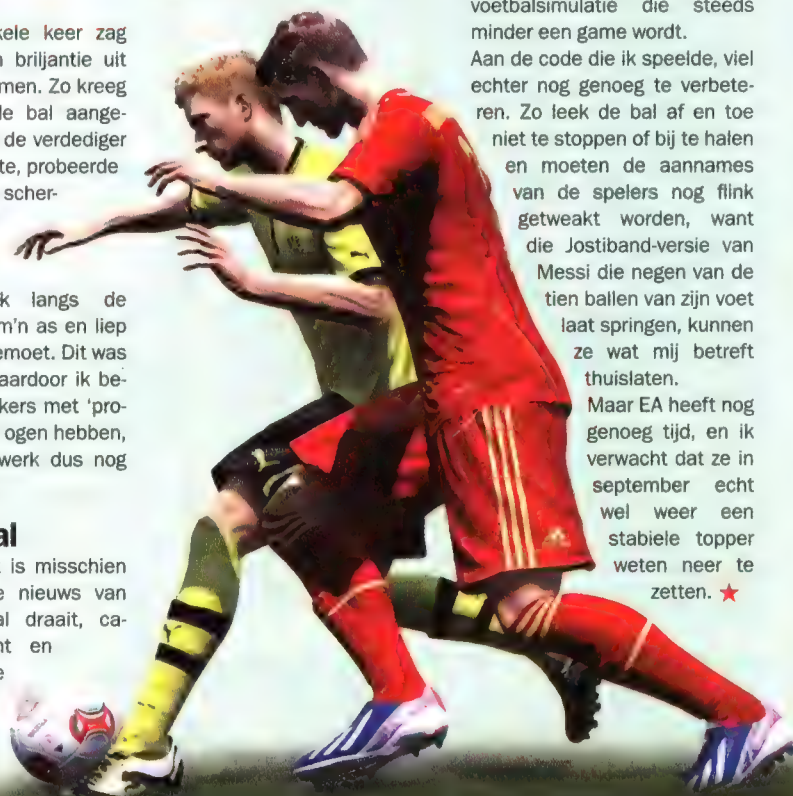 kele keer zag
briljantie uit
men. Zo kreeg
le bal aange-
de verdediger
te, probeerde
scher-
k langs de
m'n as en liep
emoet. Dit was
aardoor ik be-
kers met 'pro-
ogen hebben,
werk dus nog
al
is misschien
e nieuws van
al draait, ca-
nt en
e
voetbalsimulatie die steeds
minder een game wordt.
Aan de code die ik speelde, viel
echter nog genoeg te verbete-
ren. Zo leek de bal af en toe
niet te stoppen of bij te halen
en moeten de aannames
van de spelers nog flink
getweakt worden, want
die Jostiband-versie van
Messi die negen van de
tien ballen van zijn voet
laat springen, kunnen
ze wat mij betreft
thuislaten.
Maar EA heeft nog
genoeg tijd, en ik
verwacht dat ze in
september echt
wel weer een
stabiele topper
weten neer te
zetten. ★